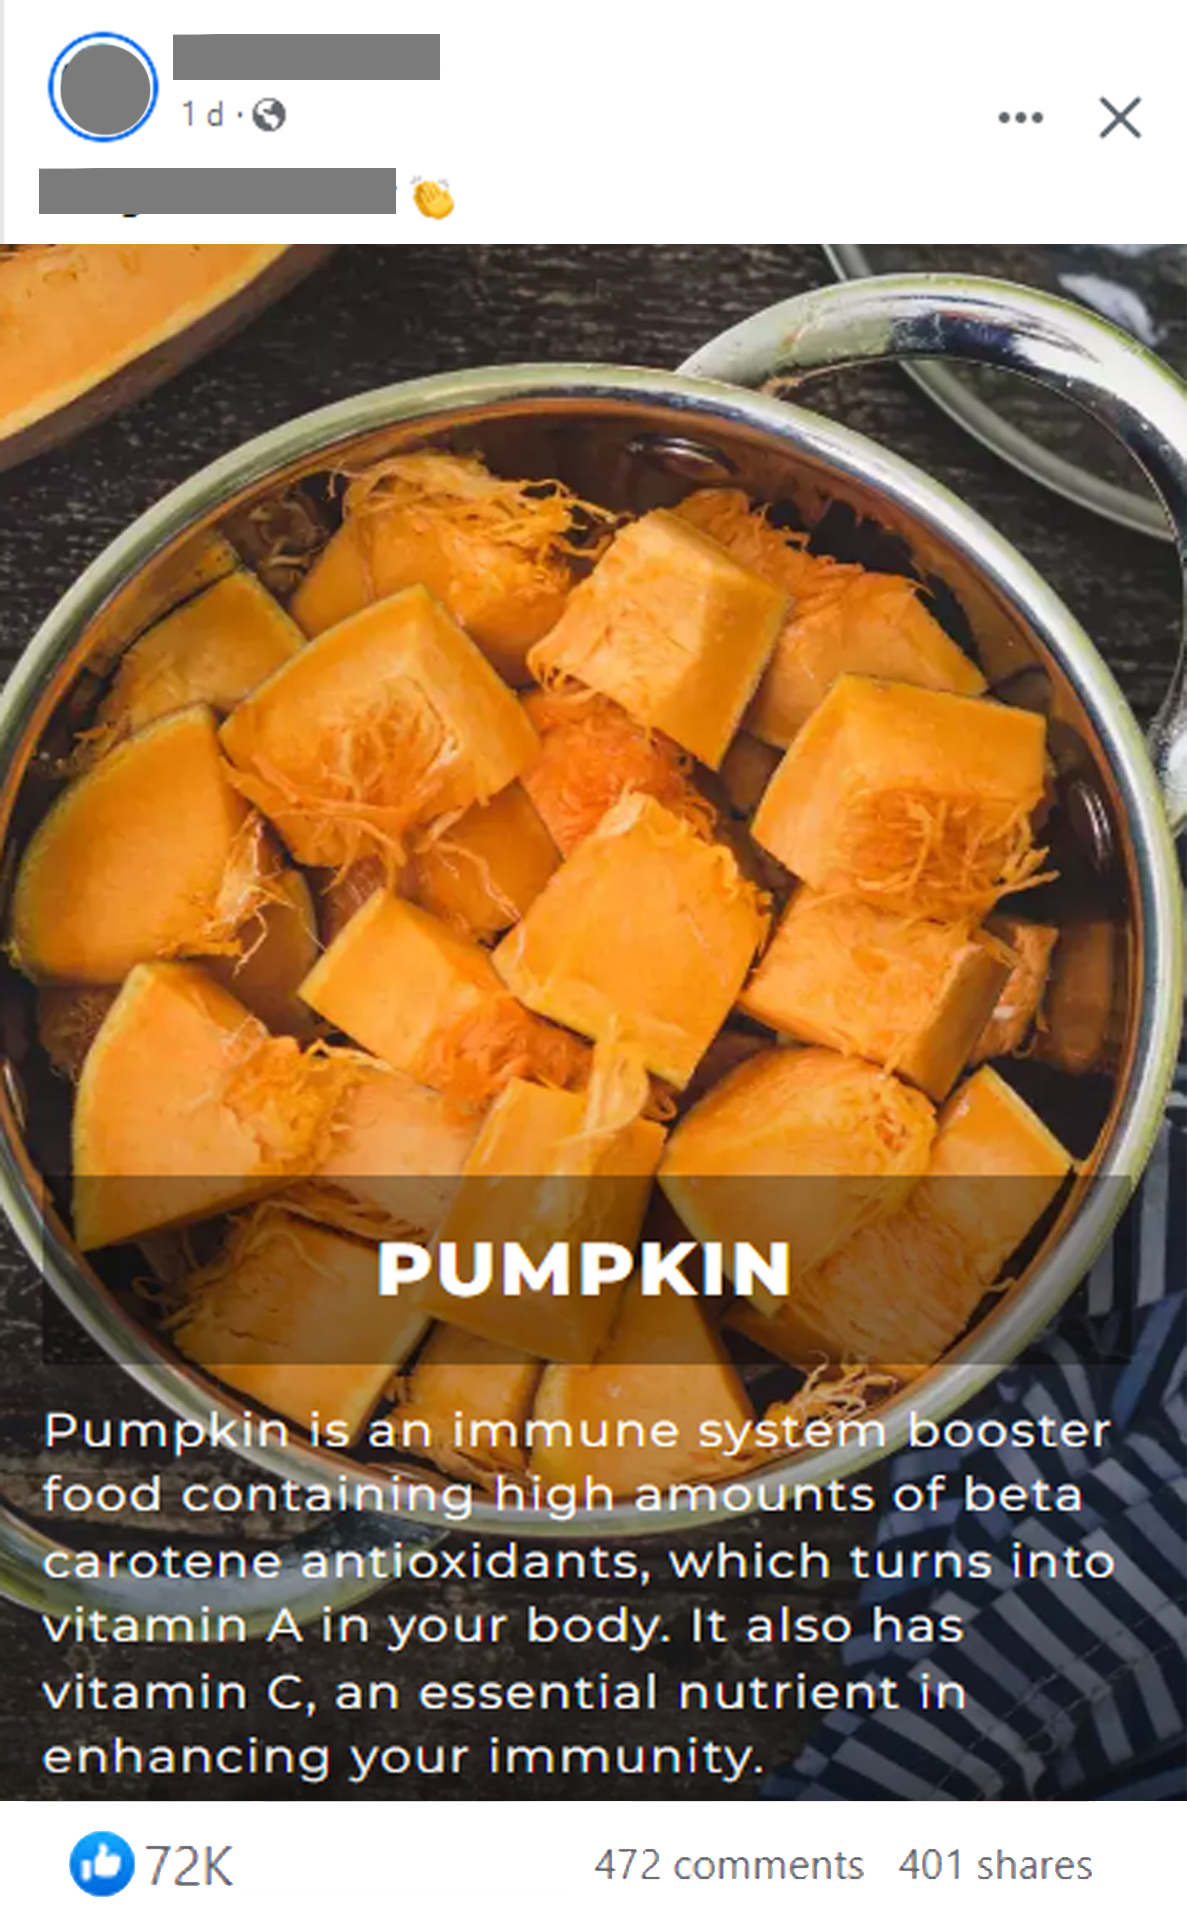 1 d ·
PUMPKIN
Pumpkin is an immune system booster
food containing high amounts of beta
carotene antioxidants, which turns into
vitamin A in your body. It also has
vitamin C, an essential nutrient in
enhancing your immunity.
72K 472 comments 401 shares